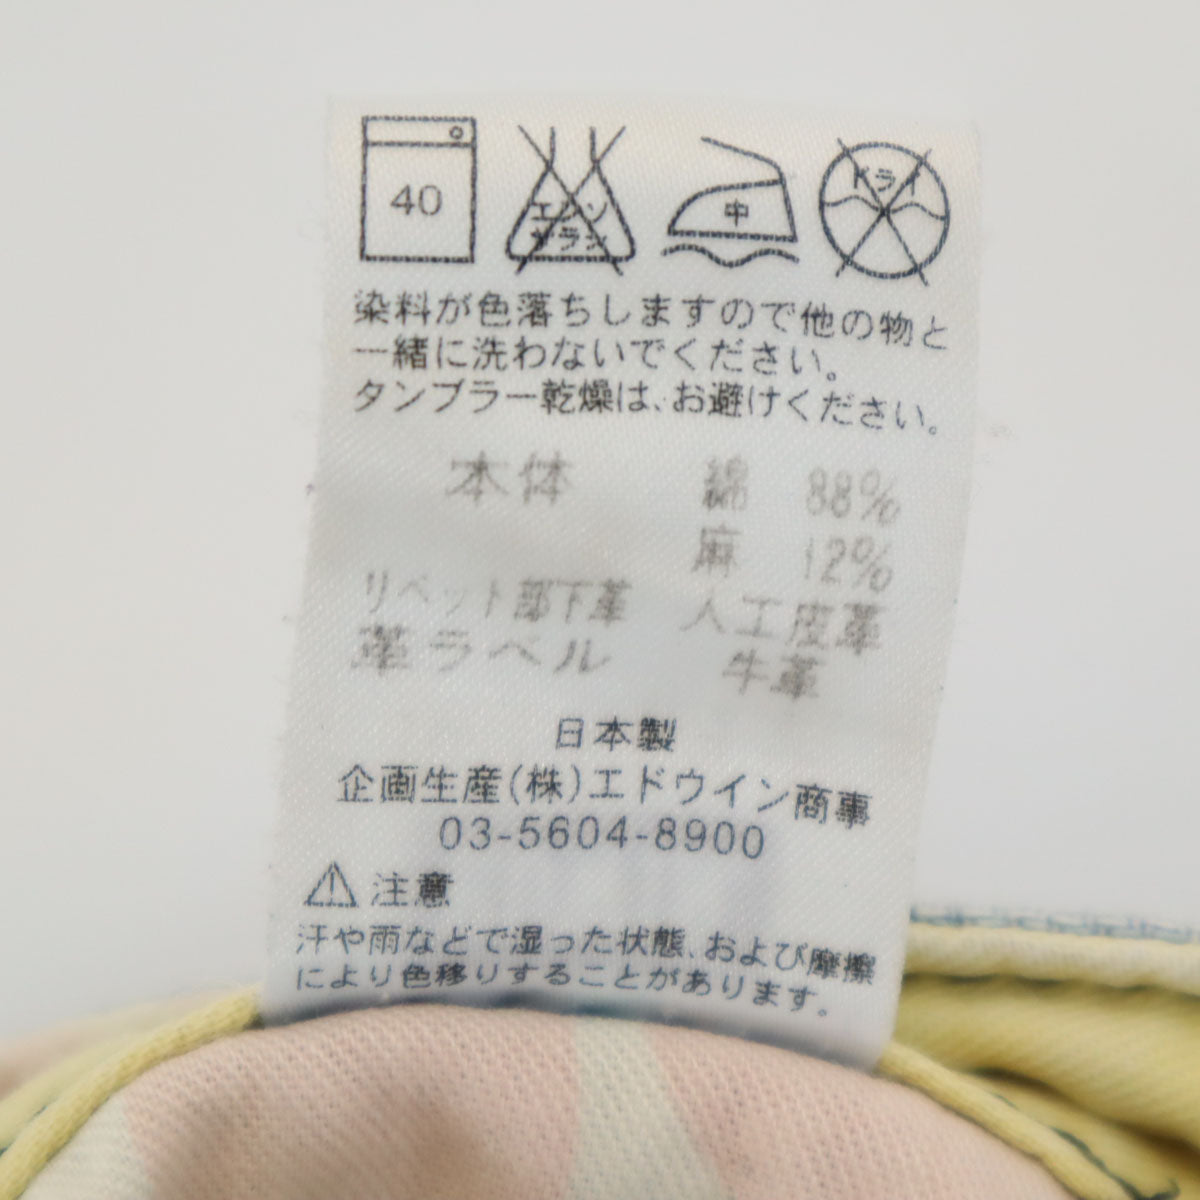 40 エンソ 中 ドライ
サラシ
染料が色落ちしますので他の物と
一緒に洗わないでください。
タンブラー乾燥は、お避けください。
本体 綿 88%
麻 12%
リベット部下革 人工皮革
革ラベル 牛革
日本製
企画生産(株)エドウイン商事
03-5604-8900
注意
汗や雨などで湿った状態、および摩擦
により色移りすることがあります。